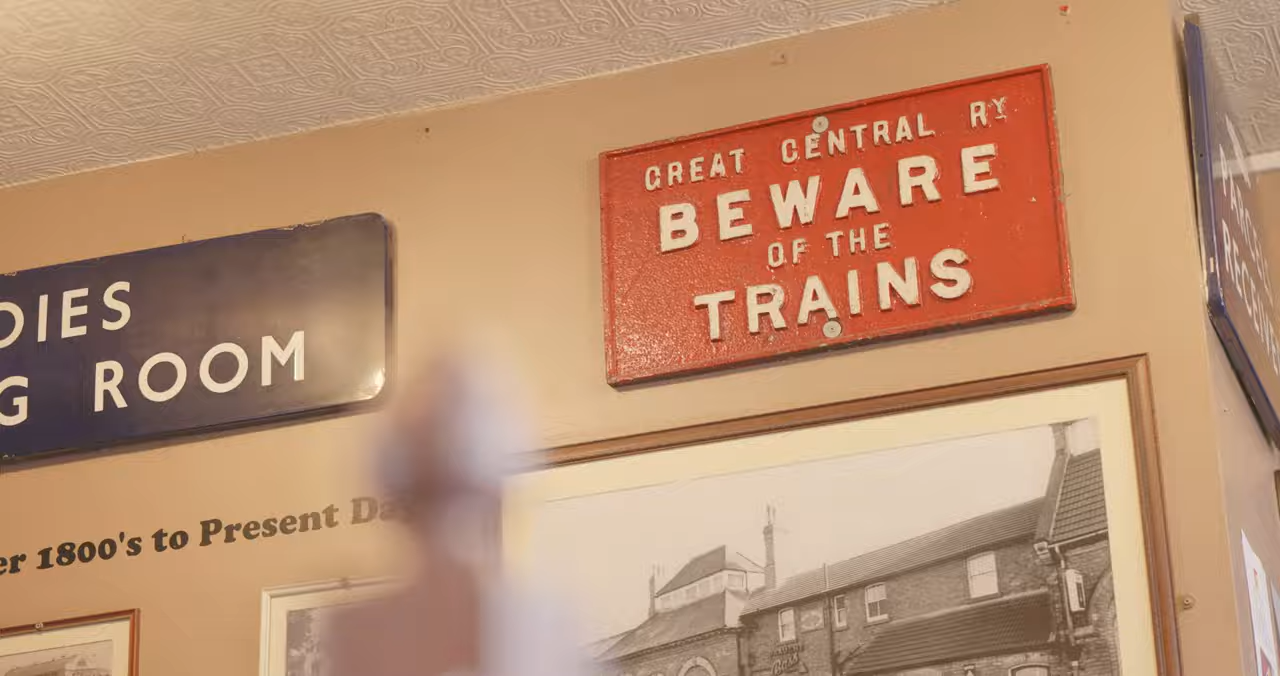 GREAT CENTRAL RY
BEWARE
OF THE
TRAINS
DIES
G ROOM
er 1800's to Present Da